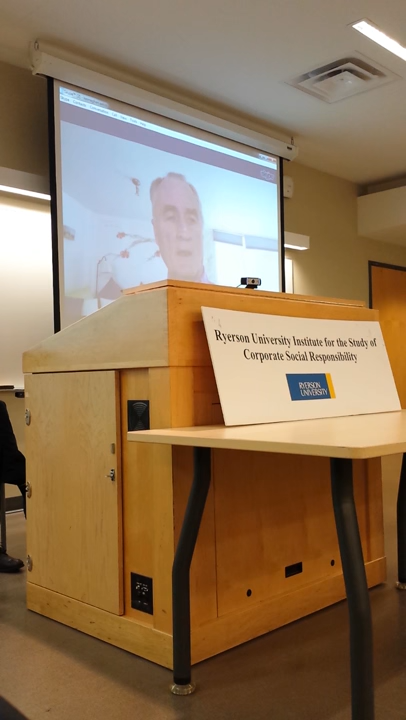 Ryerson University Institute for the Study of
Corporate Social Responsibility
RYERSON
UNIVERSITY